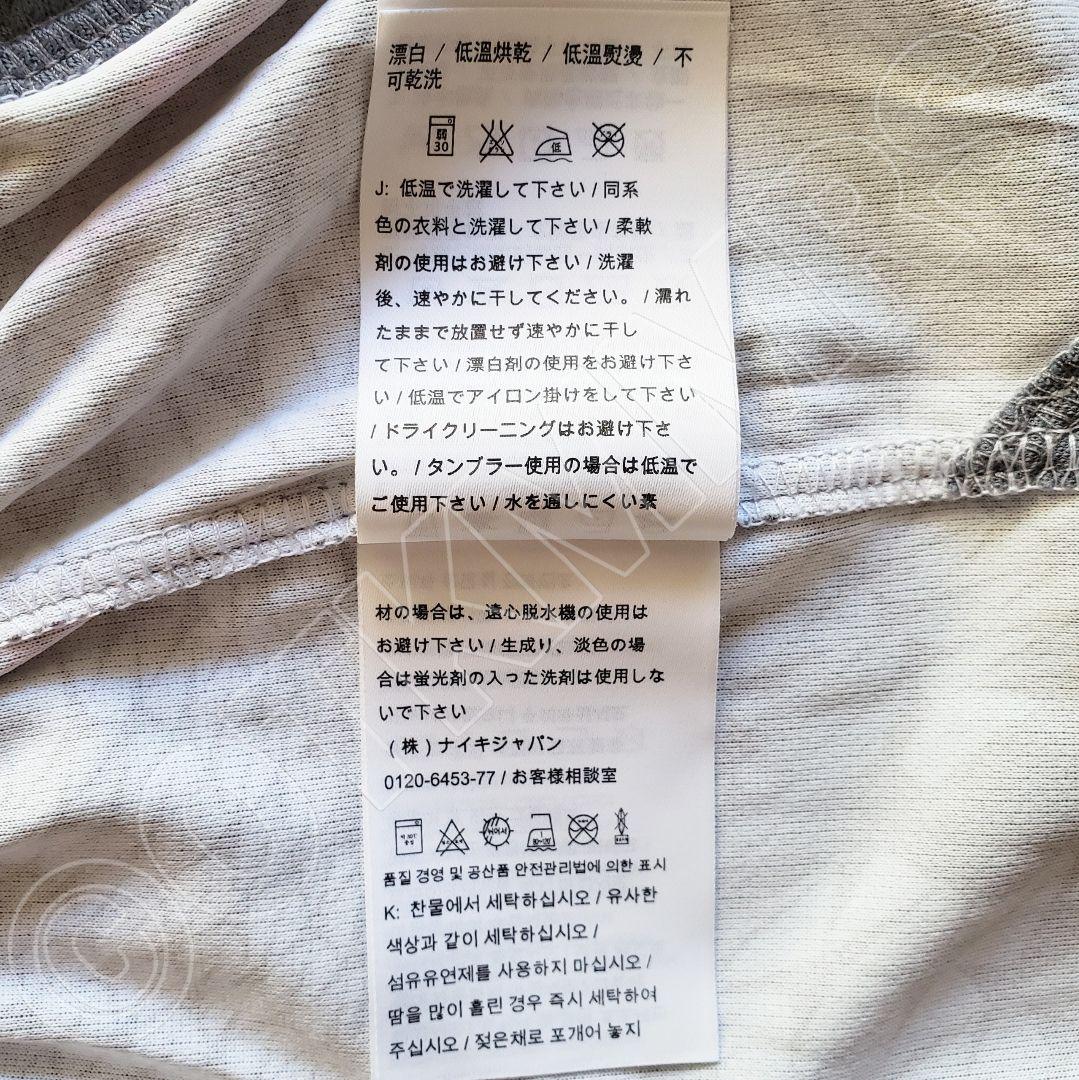 漂白 / 低溫烘乾 / 低溫熨燙 / 不
可乾洗
弱 30 低
J: 低温で洗濯して下さい / 同系
色の衣料と洗濯して下さい / 柔軟
剤の使用はお避け下さい / 洗濯
後、速やかに干してください。 / 濡れ
たままで放置せず速やかに干し
て下さい / 漂白剤の使用をお避け下さ
い / 低温でアイロン掛けをして下さい
/ ドライクリーニングはお避け下さ
い。 / タンブラー使用の場合は低温で
ご使用下さい / 水を通しにくい素
材の場合は、遠心脱水機の使用は
お避け下さい / 生成り、淡色の場
合は蛍光剤の入った洗剤は使用しな
いで下さい
(株) ナイキジャパン
0120-6453-77 / お客様相談室
품질 경영 및 공산품 안전관리법에 의한 표시
K: 찬물에서 세탁하십시오 / 유사한
색상과 같이 세탁하십시오 /
섬유유연제를 사용하지 마십시오 /
땀을 많이 흘린 경우 즉시 세탁하여
주십시오 / 젖은채로 포개어 놓지